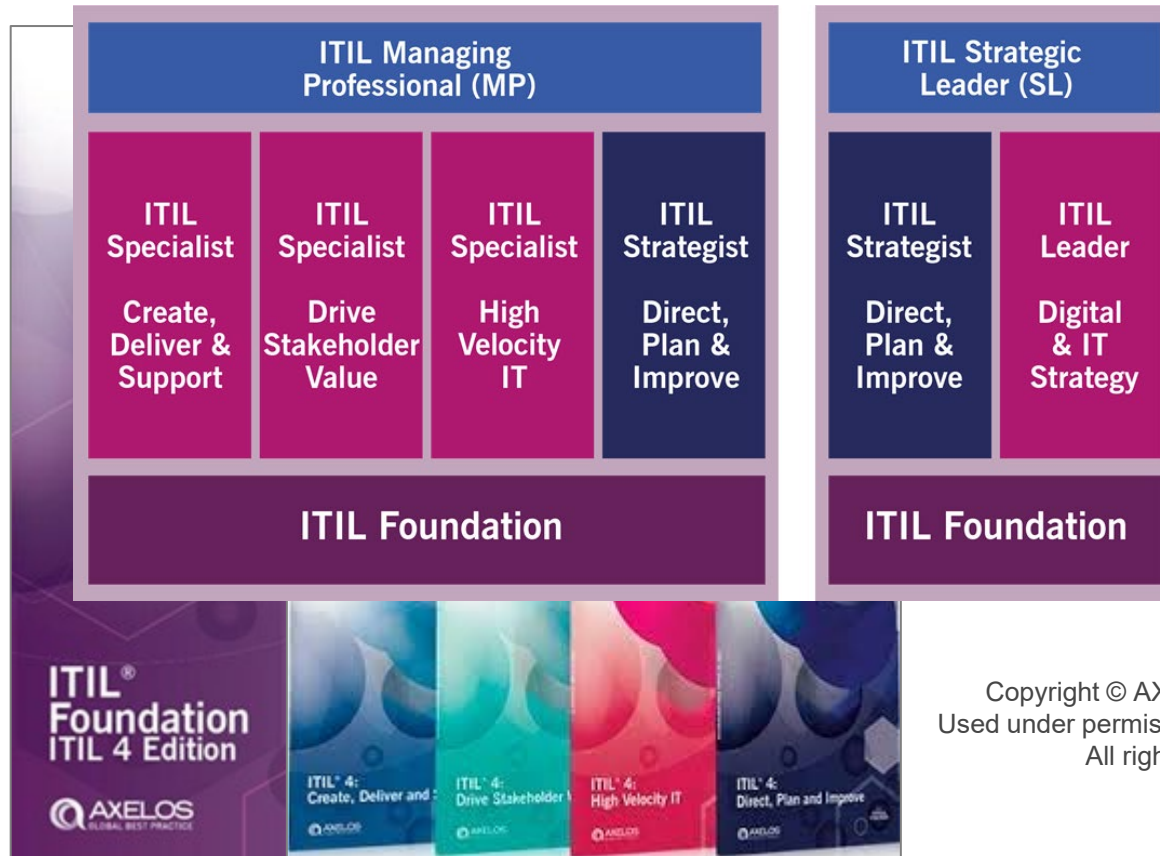 ITIL Managing
Professional (MP)
ITIL
Specialist
Create,
Deliver &
Support
ITIL
Specialist
Drive
Stakeholder
Value
ITIL
Specialist
High
Velocity
IT
ITIL
Strategist
Direct,
Plan &
Improve
ITIL Foundation
ITIL Strategic
Leader (SL)
ITIL
Strategist
Direct,
Plan &
Improve
ITIL
Leader
Digital
& IT
Strategy
ITIL Foundation
ITIL®
Foundation
ITIL 4 Edition
AXELOS
GLOBAL BEST PRACTICE
ITIL® 4:
Create, Deliver and
AXELOS
ITIL® 4:
Drive Stakeholder
AXELOS
ITIL® 4:
High Velocity IT
AXELOS
ITIL® 4:
Direct, Plan and Improve
AXELOS
Copyright © AX
Used under permis
All righ